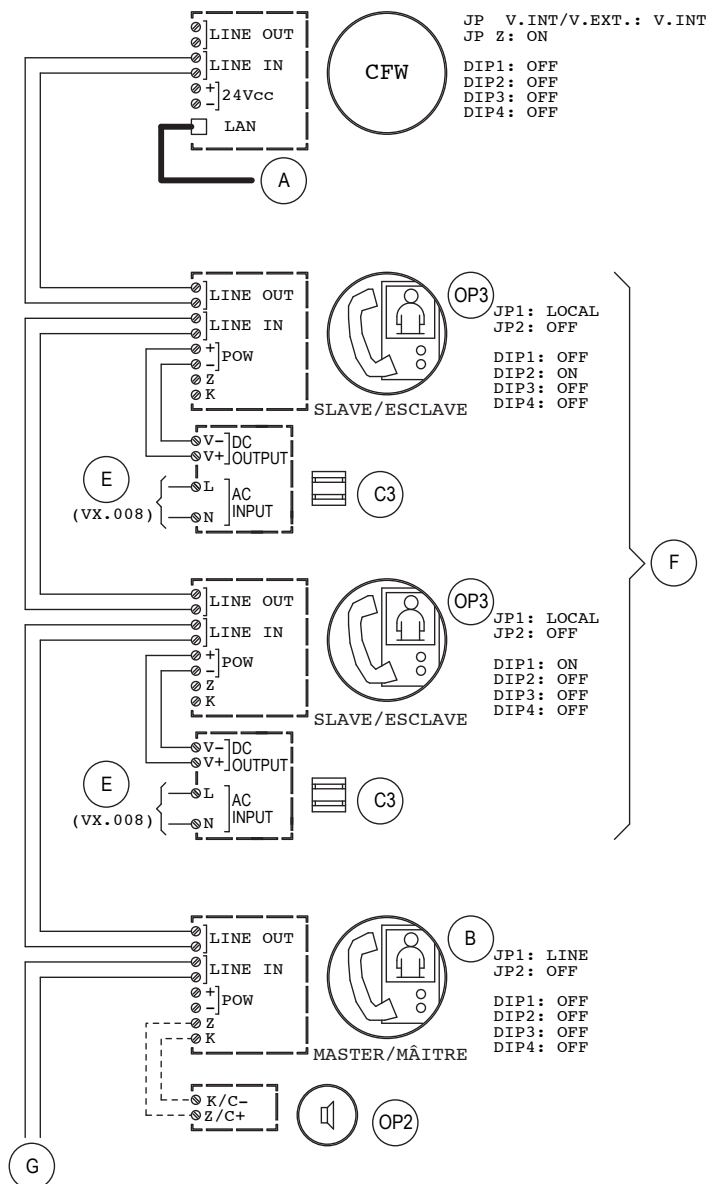 LINE OUT
LINE IN
+
-
24Vcc
LAN
CFW
JP V.INT/V.EXT.: V.INT
JP Z: ON
DIP1: OFF
DIP2: OFF
DIP3: OFF
DIP4: OFF
A
LINE OUT
LINE IN
+
-
POW
Z
K
SLAVE/ESCLAVE
OP3
JP1: LOCAL
JP2: OFF
DIP1: OFF
DIP2: ON
DIP3: OFF
DIP4: OFF
V-
V+
DC
OUTPUT
L
N
AC
INPUT
E
(VX.008)
C3
F
LINE OUT
LINE IN
+
-
POW
Z
K
SLAVE/ESCLAVE
OP3
JP1: LOCAL
JP2: OFF
DIP1: ON
DIP2: OFF
DIP3: OFF
DIP4: OFF
V-
V+
DC
OUTPUT
L
N
AC
INPUT
E
(VX.008)
C3
LINE OUT
LINE IN
+
-
POW
Z
K
MASTER/MÂITRE
B
JP1: LINE
JP2: OFF
DIP1: OFF
DIP2: OFF
DIP3: OFF
DIP4: OFF
K/C-
Z/C+
OP2
G